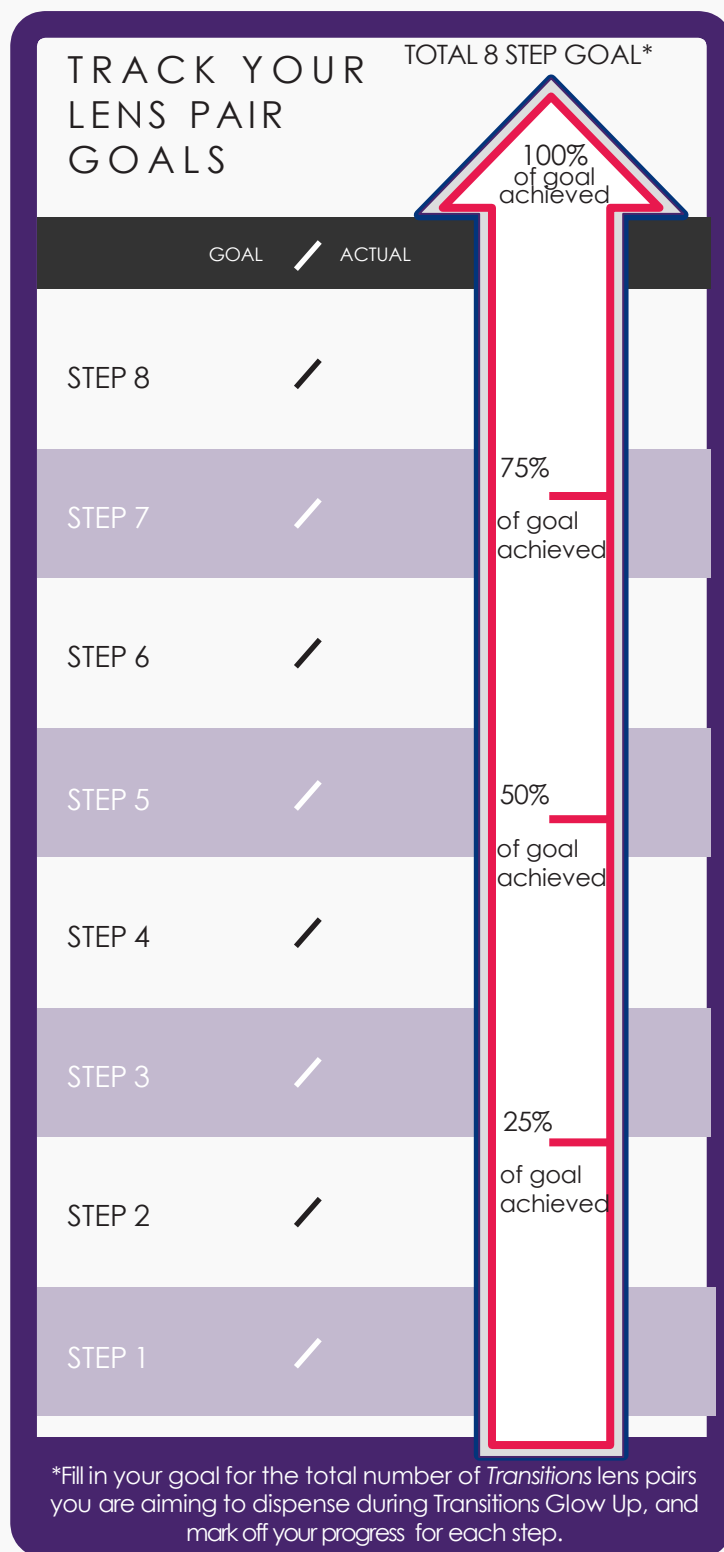 TRACK YOUR
LENS PAIR
GOALS
TOTAL 8 STEP GOAL*
100%
of goal
achieved
GOAL / ACTUAL
STEP 8 /
75%
STEP 7 /
of goal
achieved
STEP 6 /
50%
STEP 5 /
of goal
achieved
STEP 4 /
STEP 3 /
25%
of goal
achieved
STEP 2 /
STEP 1 /
*Fill in your goal for the total number of Transitions lens pairs
you are aiming to dispense during Transitions Glow Up, and
mark off your progress for each step.